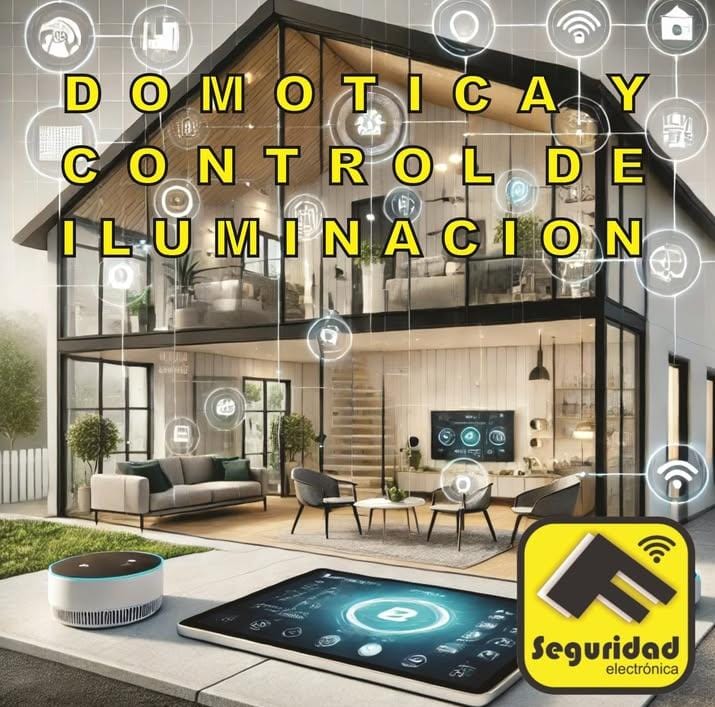 DOMOTICA Y
CONTROL DE
ILUMINACION
Seguridad
electrónica